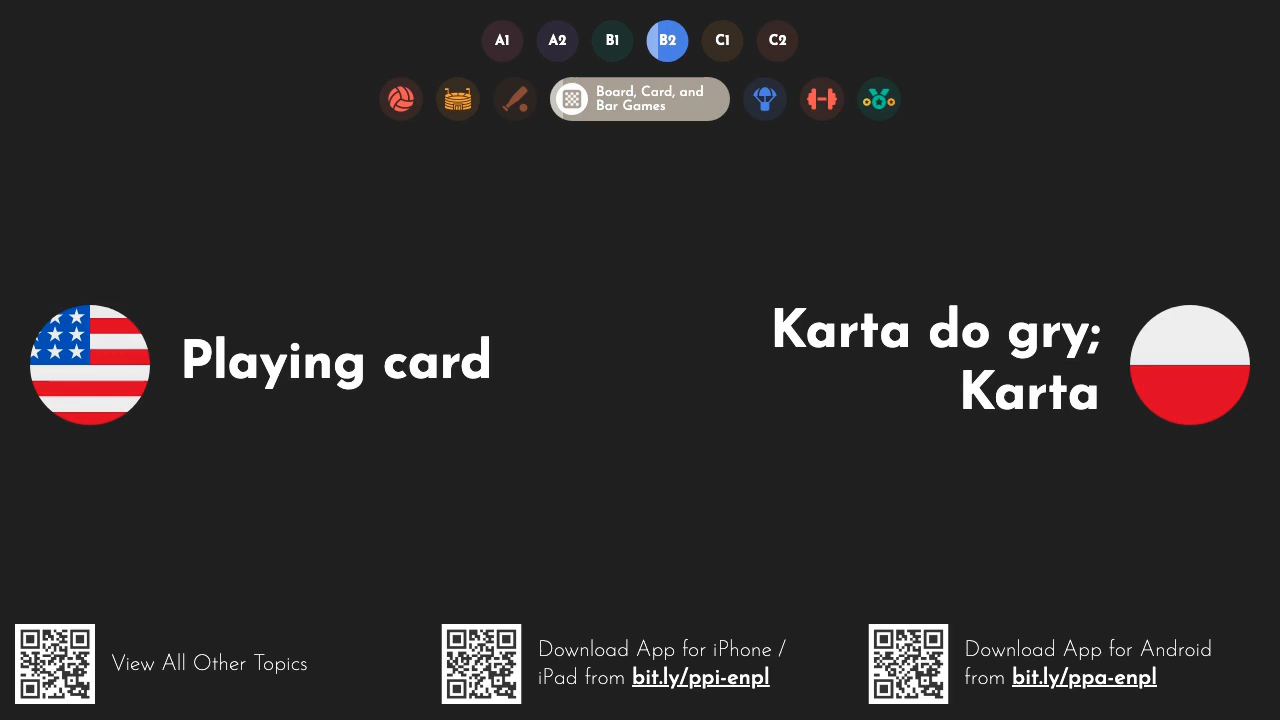 A1 A2 B1 B2 C1 C2
Board, Card, and
Bar Games
Playing card
Karta do gry;
Karta
View All Other Topics
Download App for iPhone /
iPad from bit.ly/ppi-enpl
Download App for Android
from bit.ly/ppa-enpl